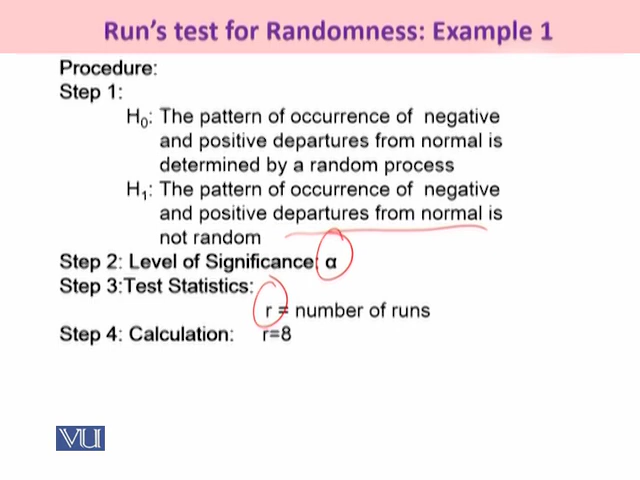 Run's test for Randomness: Example 1
Procedure:
Step 1:
H₀: The pattern of occurrence of negative
and positive departures from normal is
determined by a random process
H₁: The pattern of occurrence of negative
and positive departures from normal is
not random
Step 2: Level of Significance: α
Step 3:Test Statistics:
r = number of runs
Step 4: Calculation: r=8
VU